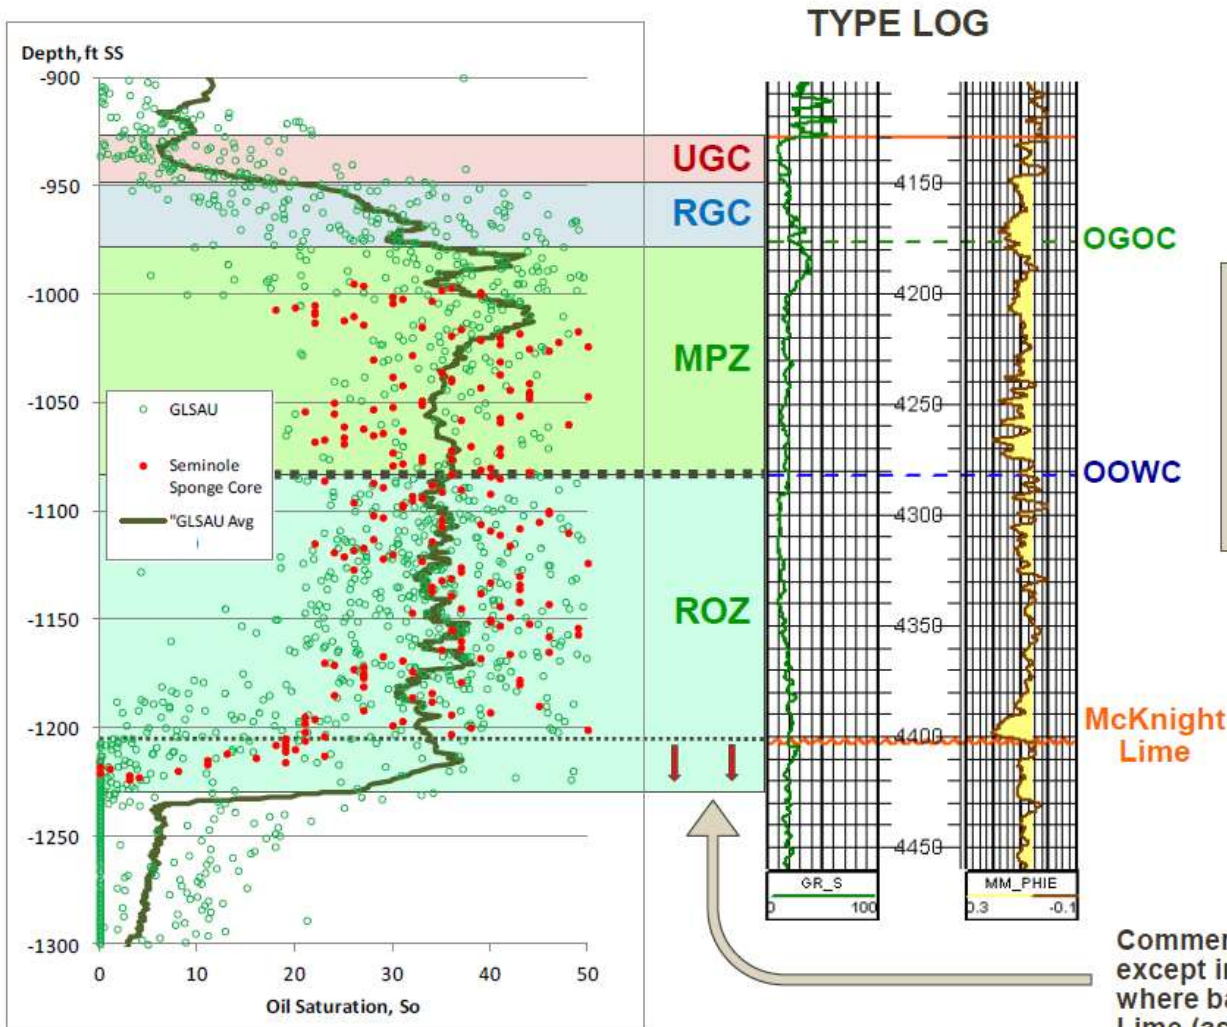 TYPE LOG
Depth, ft SS
-900
-950
-1000
-1050
-1100
-1150
-1200
-1250
-1300
0
10
20
30
40
50
Oil Saturation, So
GLSAU
Seminole
Sponge Core
"GLSAU Avg
UGC
RGC
MPZ
ROZ
4150
4200
4250
4300
4350
4400
4450
GR_S
0 100
MM_PHIE
0.3 -0.1
OGOC
OOWC
McKnight
Lime
Commer
except in
where ba